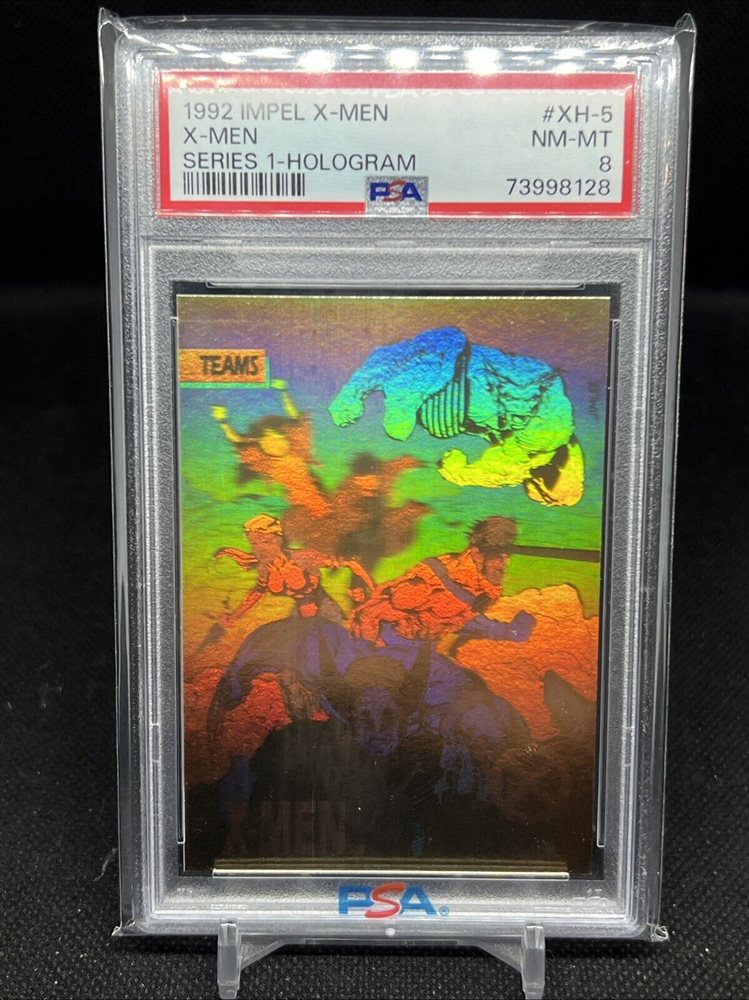 1992 IMPEL X-MEN #XH-5
X-MEN NM-MT
SERIES 1-HOLOGRAM 8
PSA 73998128
TEAMS
X-MEN
PSA®